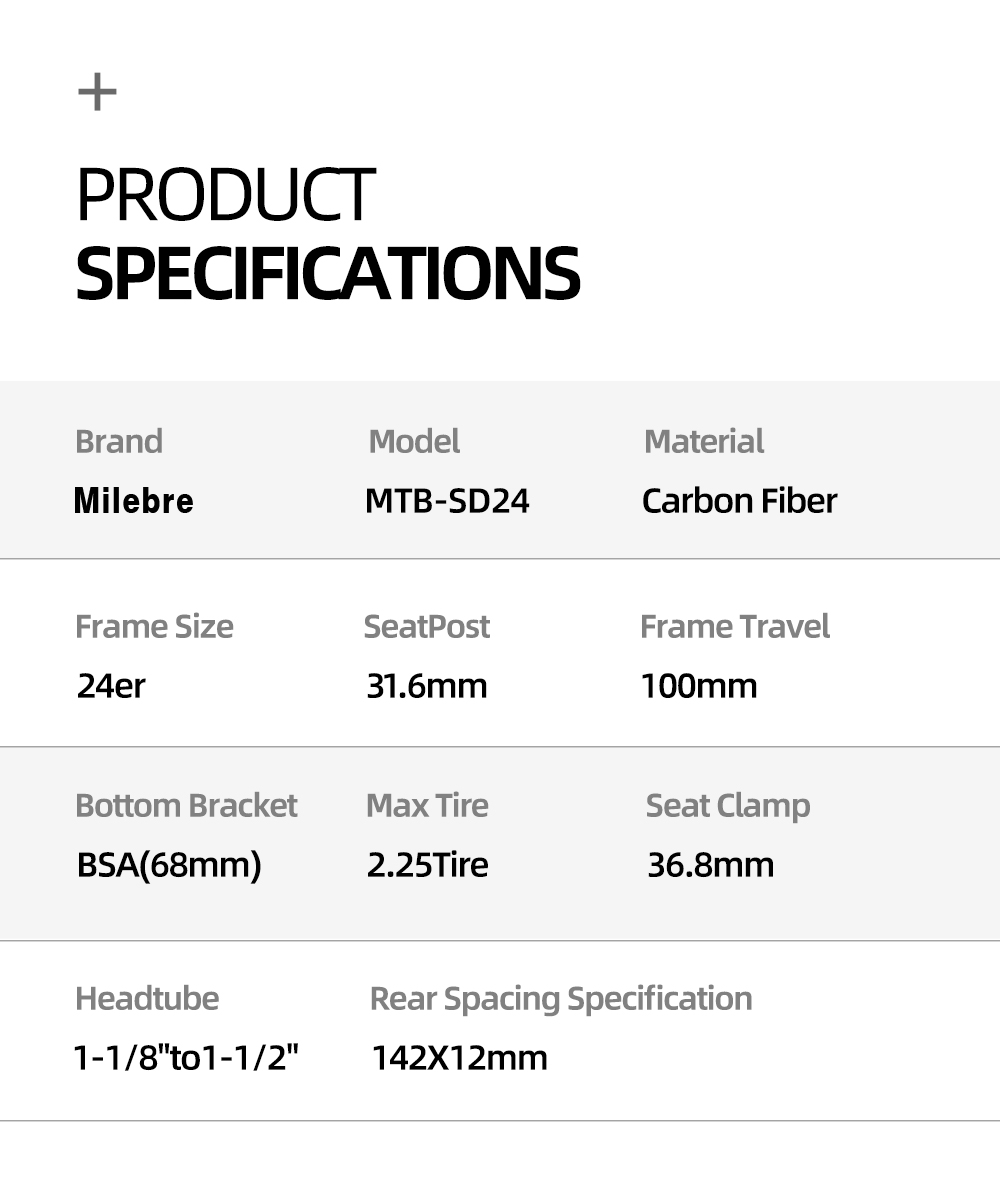 PRODUCT
SPECIFICATIONS
Brand Model Material
Milebre MTB-SD24 Carbon Fiber
Frame Size SeatPost Frame Travel
24er 31.6mm 100mm
Bottom Bracket Max Tire Seat Clamp
BSA(68mm) 2.25Tire 36.8mm
Headtube Rear Spacing Specification
1-1/8"to1-1/2" 142X12mm